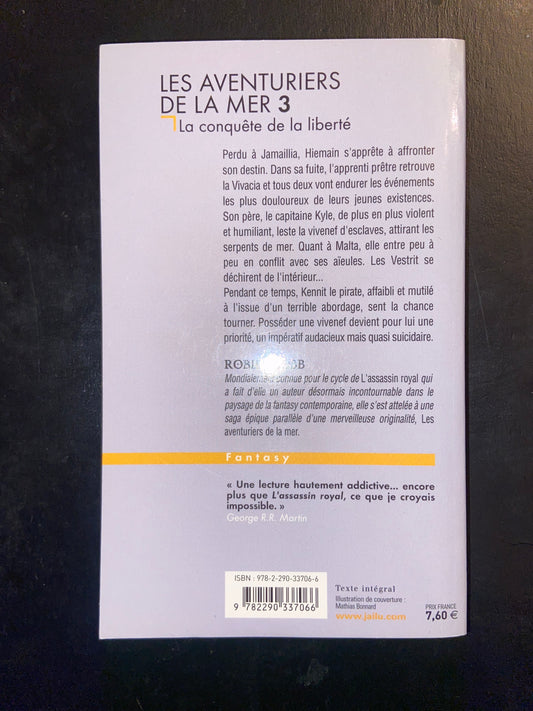 LES AVENTURIERS
DE LA MER 3
La conquête de la liberté
Perdu à Jamaillia, Hiemain s'apprête à affronter
son destin. Dans sa fuite, l'apprenti prêtre retrouve
la Vivacia et tous deux vont endurer les événements
les plus douloureux de leurs jeunes existences.
Son père, le capitaine Kyle, de plus en plus violent
et humiliant, leste la vivenef d'esclaves, attirant les
serpents de mer. Quant à Malta, elle entre peu à
peu en conflit avec ses aïeules. Les Vestrit se
déchirent de l'intérieur...
Pendant ce temps, Kennit le pirate, affaibli et mutilé
à l'issue d'un terrible abordage, sent la chance
tourner. Posséder une vivenef devient pour lui une
priorité, un impératif audacieux mais quasi suicidaire.
connue pour le cycle de L'assassin royal qui
a fait d'elle un auteur désormais incontournable dans le
paysage de la fantasy contemporaine, elle s'est attelée à une
saga épique parallèle d'une merveilleuse originalité, Les
aventuriers de la mer.
Fantasy
« Une lecture hautement addictive... encore
plus que L'assassin royal, ce que je croyais
impossible. »
George R.R. Martin
ISBN : 978-2-290-33706-6
9 782290 337066
Texte intégral
Illustration de couverture :
Mathias Bonnard
www.jailu.com
PRIX FRANCE
7,60 €